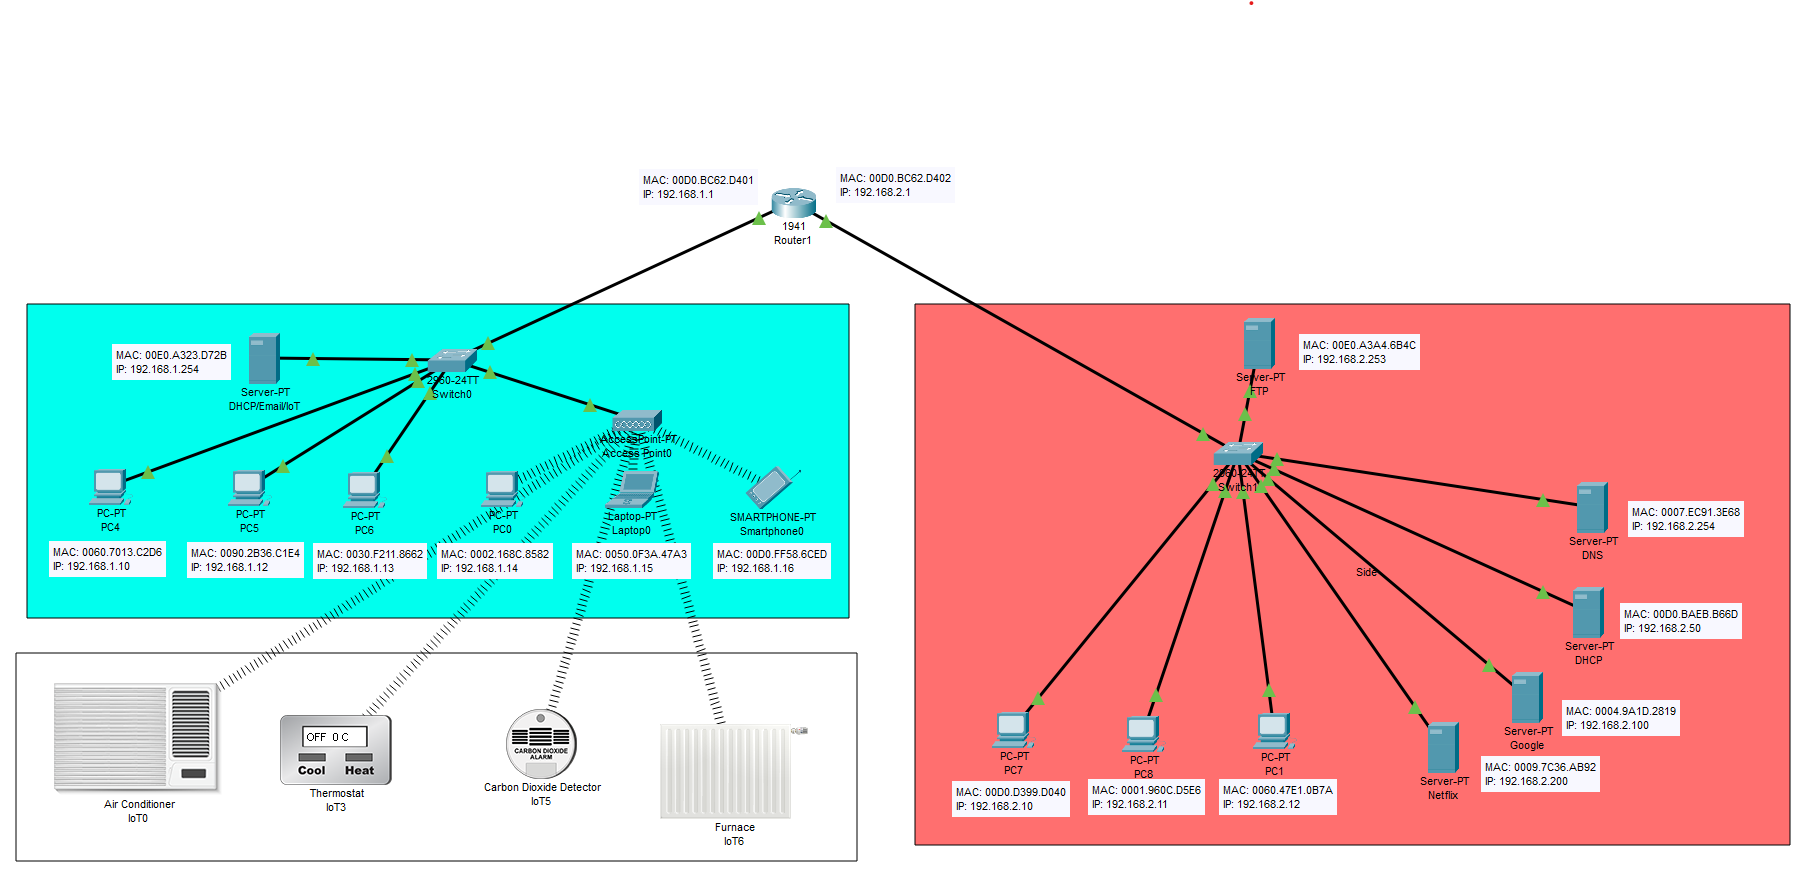 MAC: 00D0.BC62.D401
IP: 192.168.1.1
MAC: 00D0.BC62.D402
IP: 192.168.2.1
1941
Router1
MAC: 00E0.A323.D72B
IP: 192.168.1.254
Server-PT
DHCP/Email/IoT
2960-24TT
Switch0
AccessPoint-PT
Access Point0
PC-PT
PC4
PC-PT
PC5
PC-PT
PC6
PC-PT
PC0
Laptop-PT
Laptop0
SMARTPHONE-PT
Smartphone0
MAC: 0060.7013.C2D6
IP: 192.168.1.10
MAC: 0090.2B36.C1E4
IP: 192.168.1.12
MAC: 0030.F211.8662
IP: 192.168.1.13
MAC: 0002.168C.8582
IP: 192.168.1.14
MAC: 0050.0F3A.47A3
IP: 192.168.1.15
MAC: 00D0.FF58.6CED
IP: 192.168.1.16
OFF 0 C
Cool Heat
CARBON DIOXIDE
ALARM
Air Conditioner
IoT0
Thermostat
IoT3
Carbon Dioxide Detector
IoT5
Furnace
IoT6
MAC: 00E0.A3A4.6B4C
IP: 192.168.2.253
Server-PT
FTP
2960-24TT
Switch1
MAC: 0007.EC91.3E68
IP: 192.168.2.254
Server-PT
DNS
Side
MAC: 00D0.BAEB.B66D
IP: 192.168.2.50
Server-PT
DHCP
MAC: 0004.9A1D.2819
IP: 192.168.2.100
Server-PT
Google
MAC: 0009.7C36.AB92
IP: 192.168.2.200
Server-PT
Netflix
PC-PT
PC7
PC-PT
PC8
PC-PT
PC1
MAC: 00D0.D399.D040
IP: 192.168.2.10
MAC: 0001.960C.D5E6
IP: 192.168.2.11
MAC: 0060.47E1.0B7A
IP: 192.168.2.12